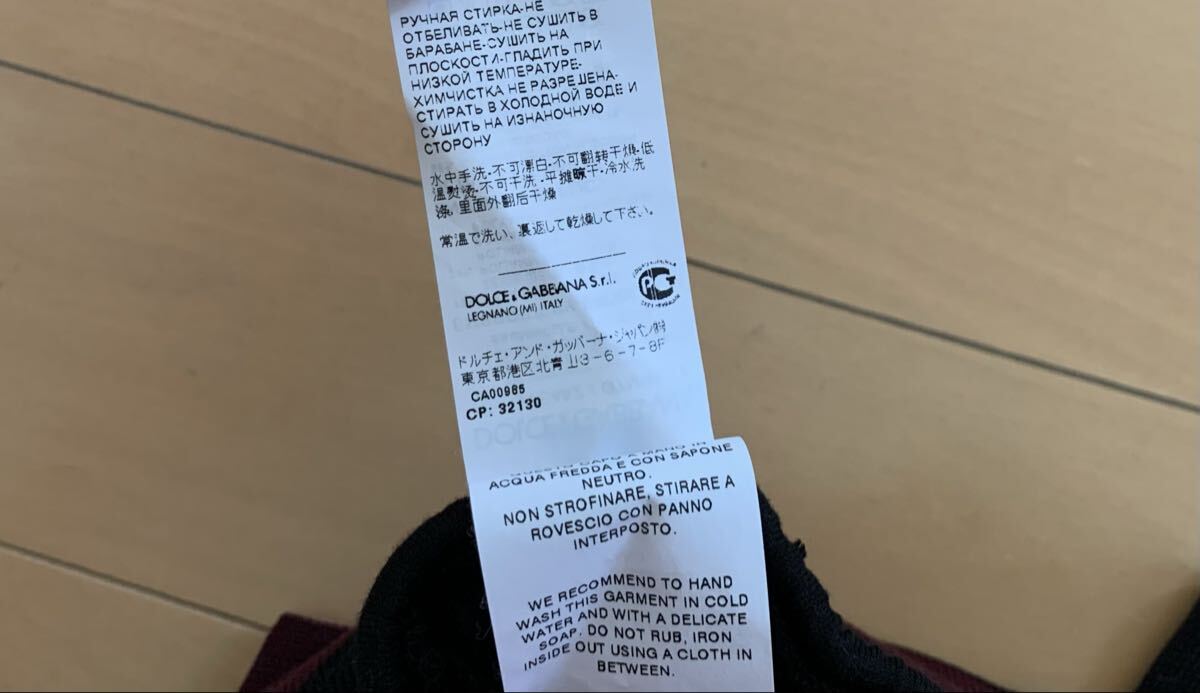 РУЧНАЯ СТИРКА-НЕ
ОТБЕЛИВАТЬ-НЕ СУШИТЬ В
БАРАБАНЕ-СУШИТЬ НА
ПЛОСКОСТИ-ГЛАДИТЬ ПРИ
НИЗКОЙ ТЕМПЕРАТУРЕ-
ХИМЧИСТКА НЕ РАЗРЕШЕНА-
СТИРАТЬ В ХОЛОДНОЙ ВОДЕ И
СУШИТЬ НА ИЗНАНОЧНУЮ
СТОРОНУ
水中手洗-不可漂白-不可翻转干燥-低
温熨烫-不可干洗-平摊晾干-冷水洗
涤,里面外翻后干燥
常温で洗い、裏返して乾燥して下さい。
DOLCE&GABBANA S.r.l.
LEGNANO (MI) ITALY
PCT
ドルチェ・アンド・ガッバーナ・ジャパン㈱
東京都港区北青山3-6-7-8F
CA00985
CP: 32130
QUESTO CAPO A MANO IN
ACQUA FREDDA E CON SAPONE
NEUTRO.
NON STROFINARE, STIRARE A
ROVESCIO CON PANNO
INTERPOSTO.
WE RECOMMEND TO HAND
WASH THIS GARMENT IN COLD
WATER AND WITH A DELICATE
SOAP. DO NOT RUB, IRON
INSIDE OUT USING A CLOTH IN
BETWEEN.